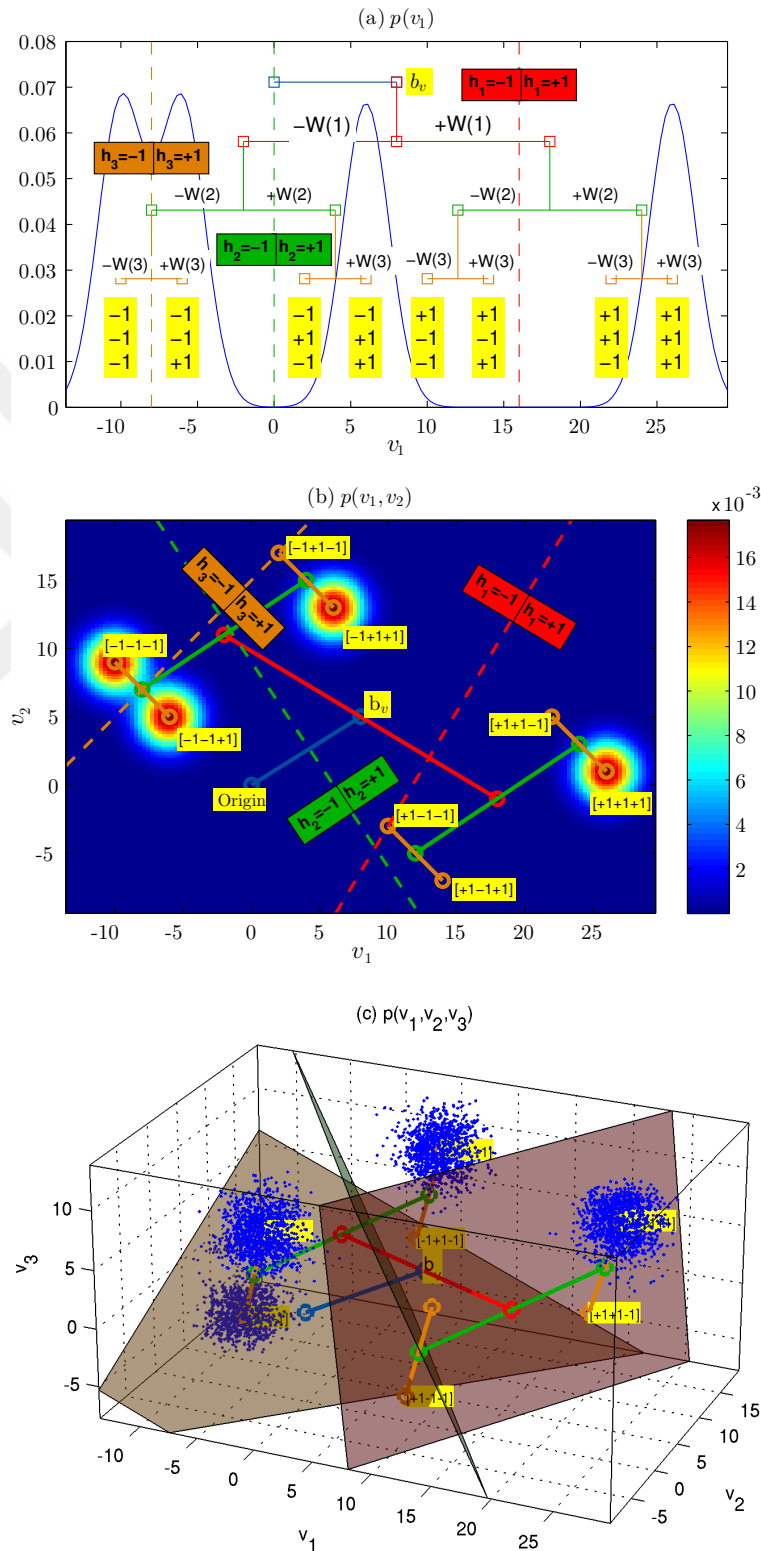 (a) p(v₁)
0.08
0.07
0.06
0.05
0.04
0.03
0.02
0.01
0
b_v
h₁=−1 h₁=+1
−W(1) +W(1)
h₃=−1 h₃=+1
−W(2) +W(2) −W(2) +W(2)
h₂=−1 h₂=+1
−W(3) +W(3) −W(3) +W(3) −W(3) +W(3) −W(3) +W(3)
−1 −1 −1 −1 +1 +1 +1 +1
−1 −1 +1 +1 −1 −1 +1 +1
−1 +1 −1 +1 −1 +1 −1 +1
-10 -5 0 5 10 15 20 25
v₁
(b) p(v₁, v₂)
x 10⁻³
[-1+1−1]
h₃=−1 h₃=+1
h₁=−1 h₁=+1
[-1+1+1]
[-1−1−1]
[-1−1+1]
b_v
[+1+1−1]
Origin
h₂=−1 h₂=+1
[+1−1−1]
[+1+1+1]
[+1−1+1]
15
10
5
0
-5
v₂
-10 -5 0 5 10 15 20 25
v₁
16
14
12
10
8
6
4
2
(c) p(v₁,v₂,v₃)
[-1+1-1]
b
[+1+1-1]
[+1-1-1]
10
5
0
-5
v₃
-10 -5 0 5 10 15 20 25
v₁
-5 0 5 10 15
v₂